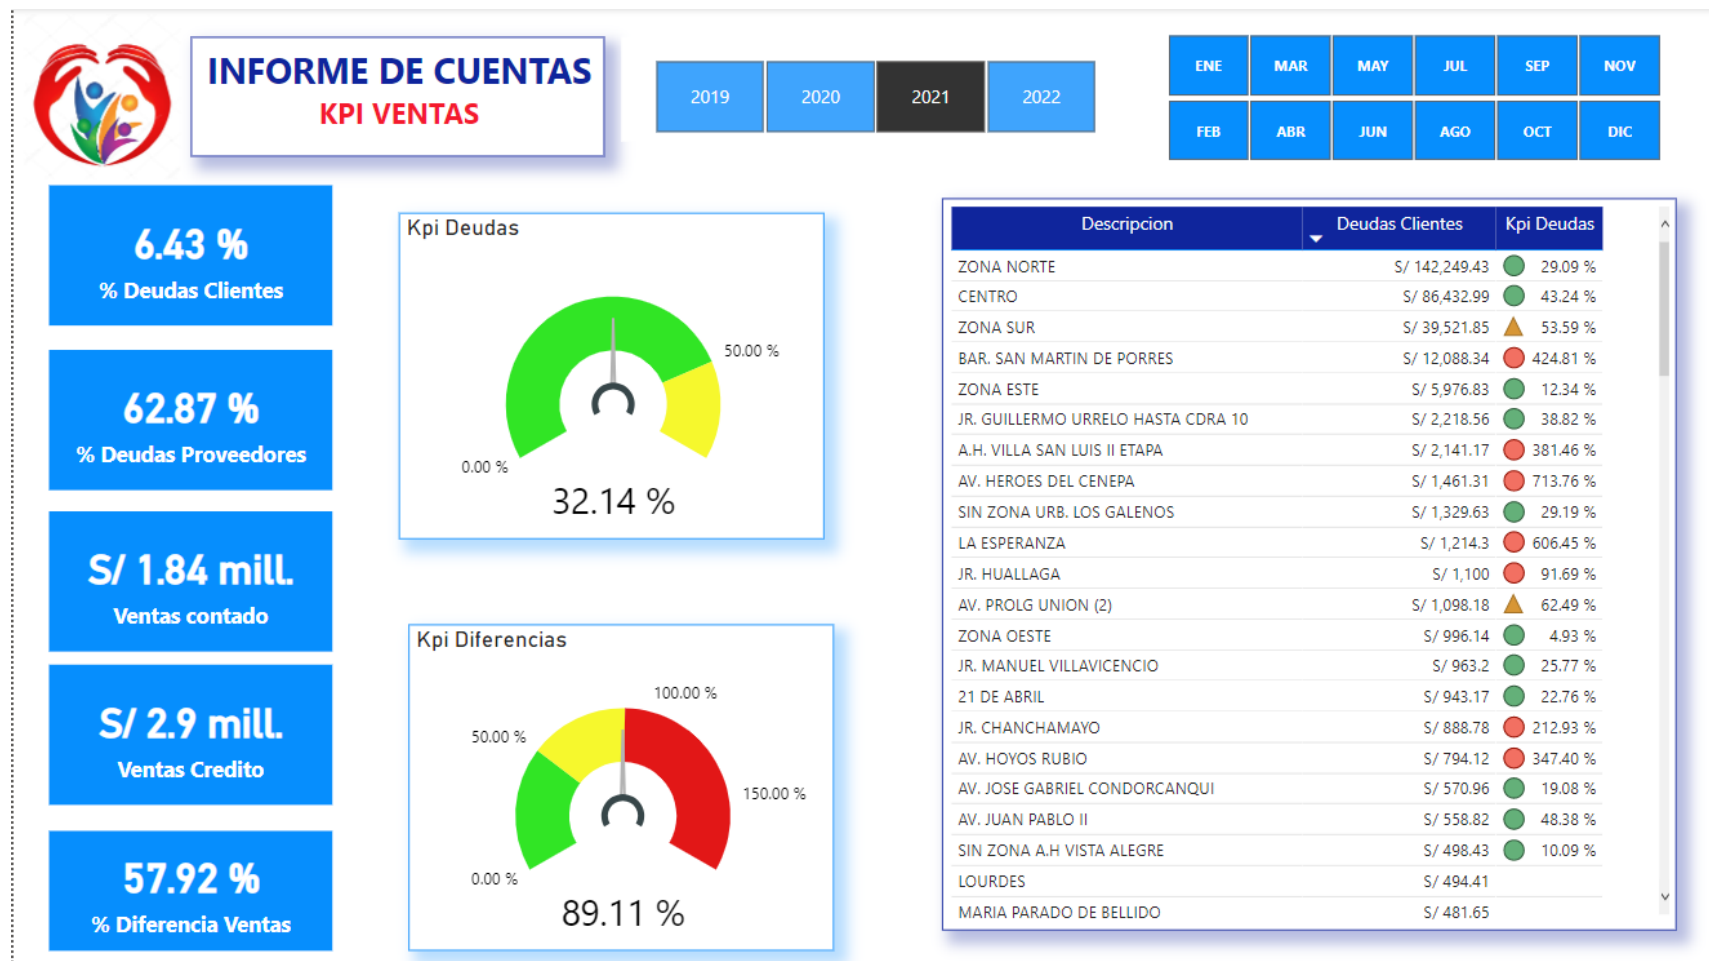 INFORME DE CUENTAS
KPI VENTAS
2019 2020 2021 2022
ENE MAR MAY JUL SEP NOV
FEB ABR JUN AGO OCT DIC
6.43 %
% Deudas Clientes
62.87 %
% Deudas Proveedores
S/ 1.84 mill.
Ventas contado
S/ 2.9 mill.
Ventas Credito
57.92 %
% Diferencia Ventas
Kpi Deudas
50.00 %
0.00 %
32.14 %
Kpi Diferencias
100.00 %
50.00 %
150.00 %
0.00 %
89.11 %
Descripcion Deudas Clientes Kpi Deudas
ZONA NORTE S/ 142,249.43 29.09 %
CENTRO S/ 86,432.99 43.24 %
ZONA SUR S/ 39,521.85 53.59 %
BAR. SAN MARTIN DE PORRES S/ 12,088.34 424.81 %
ZONA ESTE S/ 5,976.83 12.34 %
JR. GUILLERMO URRELO HASTA CDRA 10 S/ 2,218.56 38.82 %
A.H. VILLA SAN LUIS II ETAPA S/ 2,141.17 381.46 %
AV. HEROES DEL CENEPA S/ 1,461.31 713.76 %
SIN ZONA URB. LOS GALENOS S/ 1,329.63 29.19 %
LA ESPERANZA S/ 1,214.3 606.45 %
JR. HUALLAGA S/ 1,100 91.69 %
AV. PROLG UNION (2) S/ 1,098.18 62.49 %
ZONA OESTE S/ 996.14 4.93 %
JR. MANUEL VILLAVICENCIO S/ 963.2 25.77 %
21 DE ABRIL S/ 943.17 22.76 %
JR. CHANCHAMAYO S/ 888.78 212.93 %
AV. HOYOS RUBIO S/ 794.12 347.40 %
AV. JOSE GABRIEL CONDORCANQUI S/ 570.96 19.08 %
AV. JUAN PABLO II S/ 558.82 48.38 %
SIN ZONA A.H VISTA ALEGRE S/ 498.43 10.09 %
LOURDES S/ 494.41
MARIA PARADO DE BELLIDO S/ 481.65